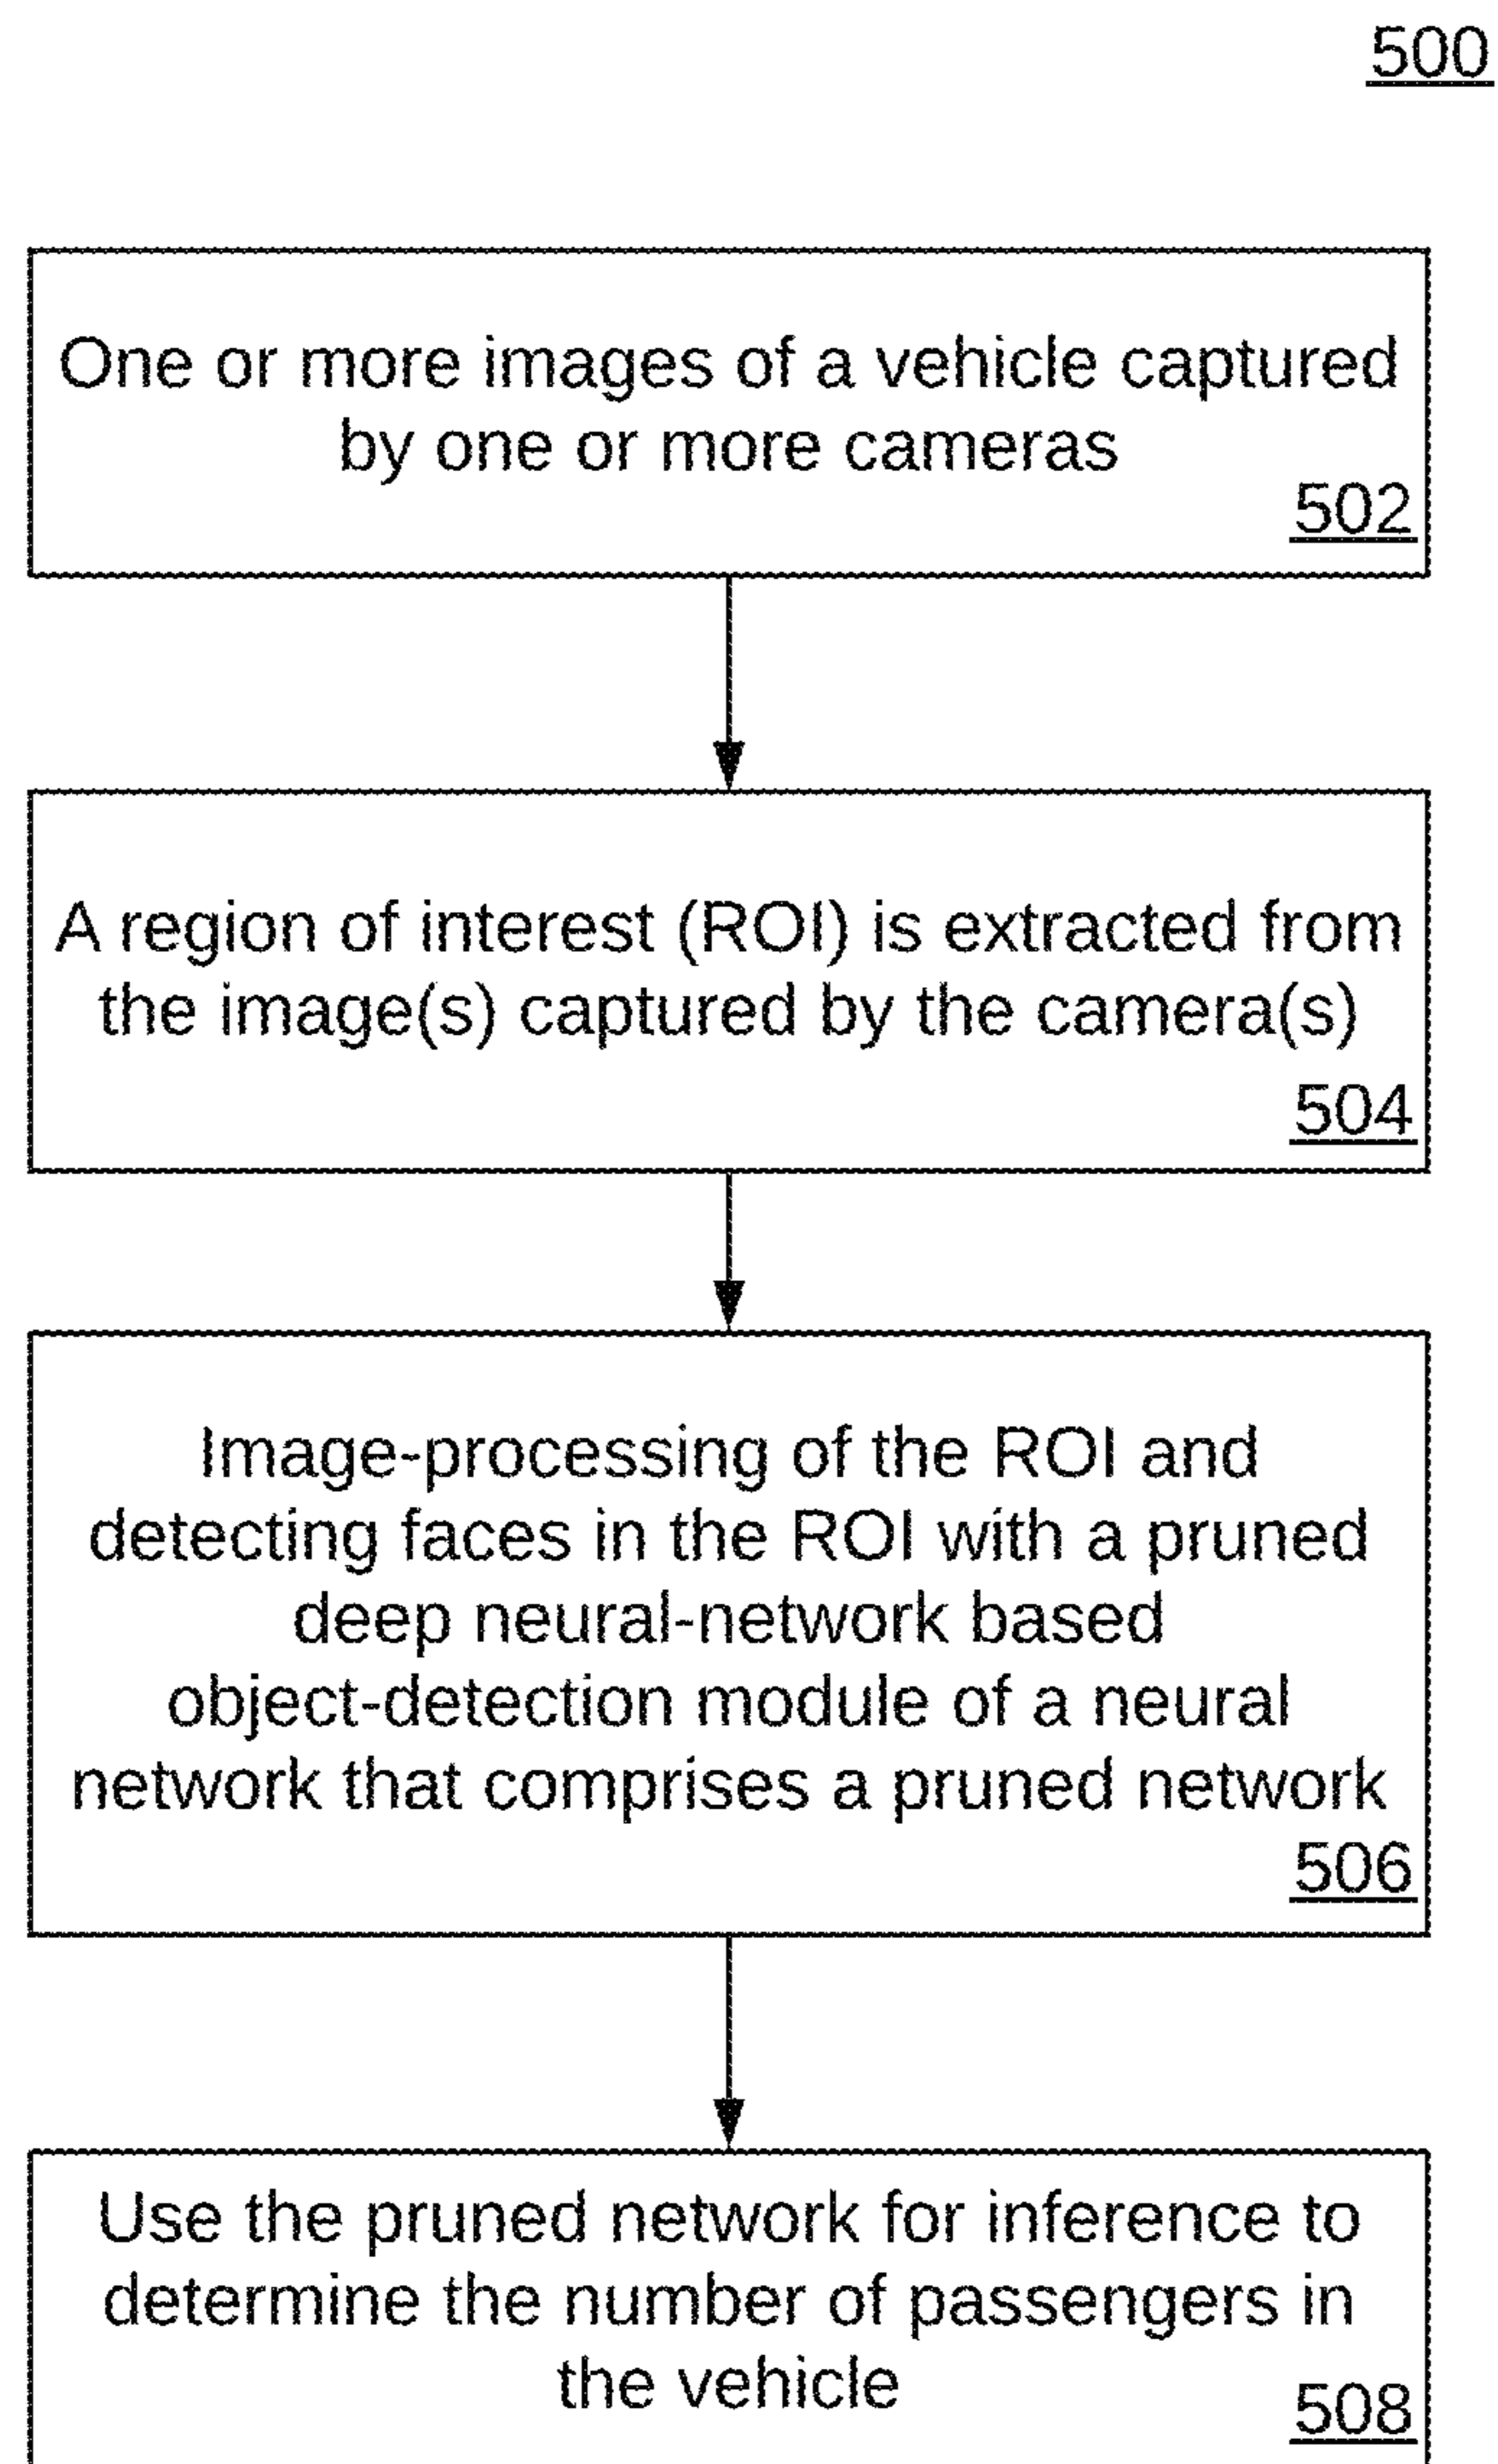 500
One or more images of a vehicle captured
by one or more cameras
502
A region of interest (ROI) is extracted from
the image(s) captured by the camera(s)
504
Image-processing of the ROI and
detecting faces in the ROI with a pruned
deep neural-network based
object-detection module of a neural
network that comprises a pruned network
506
Use the pruned network for inference to
determine the number of passengers in
the vehicle
508